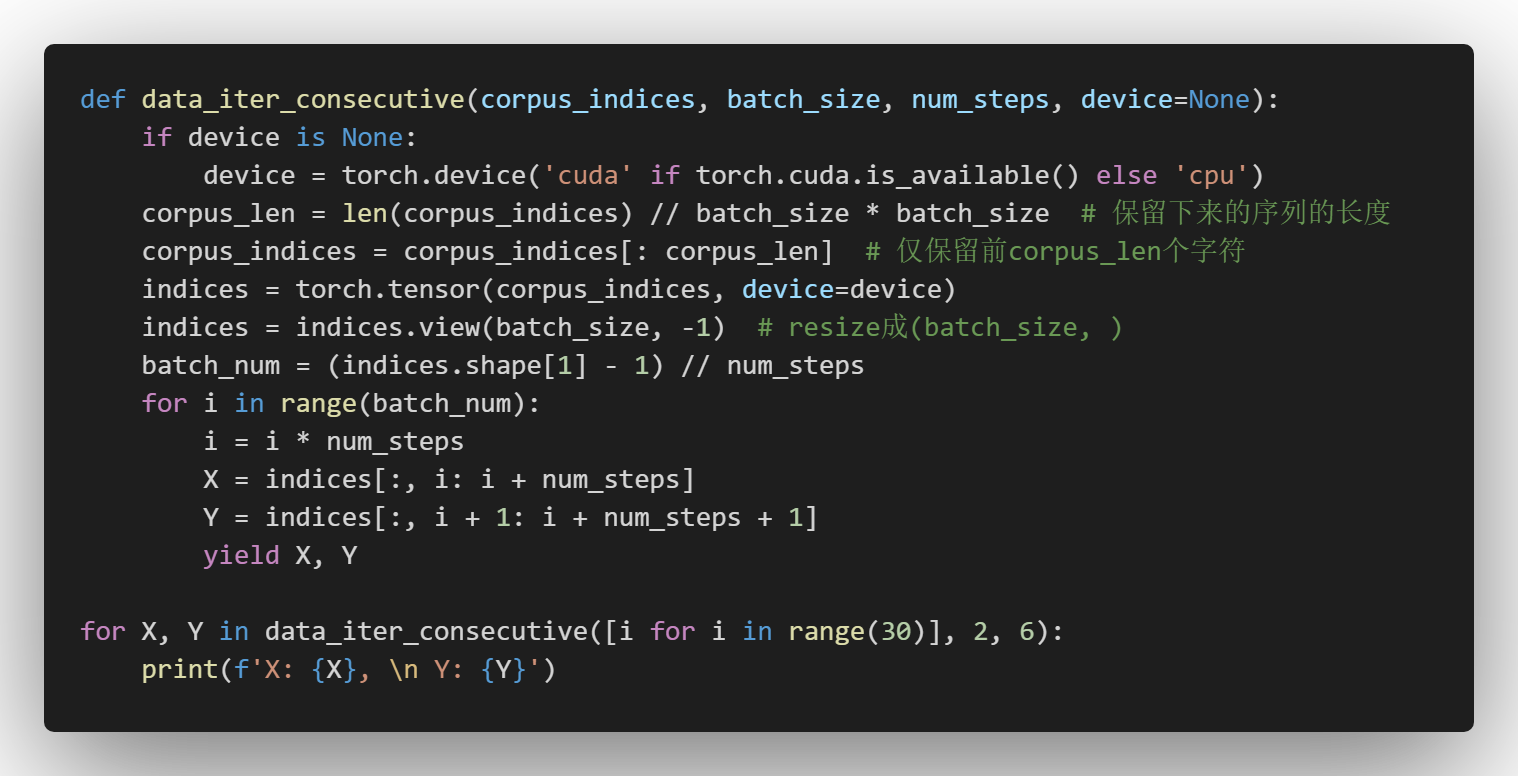 def data_iter_consecutive(corpus_indices, batch_size, num_steps, device=None):
    if device is None:
        device = torch.device('cuda' if torch.cuda.is_available() else 'cpu')
    corpus_len = len(corpus_indices) // batch_size * batch_size  # 保留下来的序列的长度
    corpus_indices = corpus_indices[: corpus_len]  # 仅保留前corpus_len个字符
    indices = torch.tensor(corpus_indices, device=device)
    indices = indices.view(batch_size, -1)  # resize成(batch_size, )
    batch_num = (indices.shape[1] - 1) // num_steps
    for i in range(batch_num):
        i = i * num_steps
        X = indices[:, i: i + num_steps]
        Y = indices[:, i + 1: i + num_steps + 1]
        yield X, Y

for X, Y in data_iter_consecutive([i for i in range(30)], 2, 6):
    print(f'X: {X}, \n Y: {Y}')